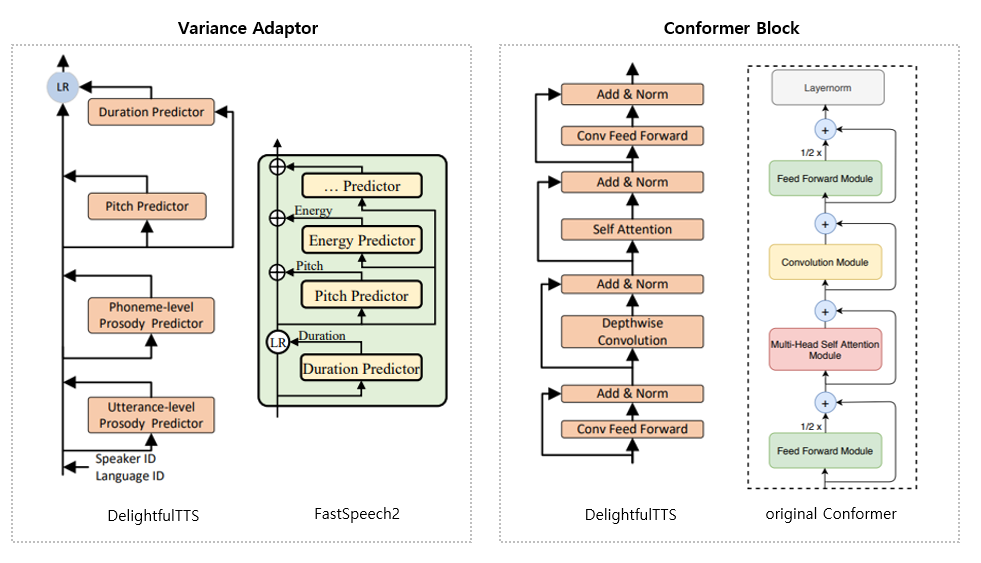 Variance Adaptor
LR
Duration Predictor
Pitch Predictor
Phoneme-level
Prosody Predictor
Utterance-level
Prosody Predictor
Speaker ID
Language ID
DelightfulTTS
... Predictor
Energy
Energy Predictor
Pitch
Pitch Predictor
LR
Duration
Duration Predictor
FastSpeech2
Conformer Block
Add & Norm
Conv Feed Forward
Add & Norm
Self Attention
Add & Norm
Depthwise
Convolution
Add & Norm
Conv Feed Forward
DelightfulTTS
Layernorm
+
1/2 x
Feed Forward Module
+
Convolution Module
+
Multi-Head Self Attention
Module
+
1/2 x
Feed Forward Module
original Conformer